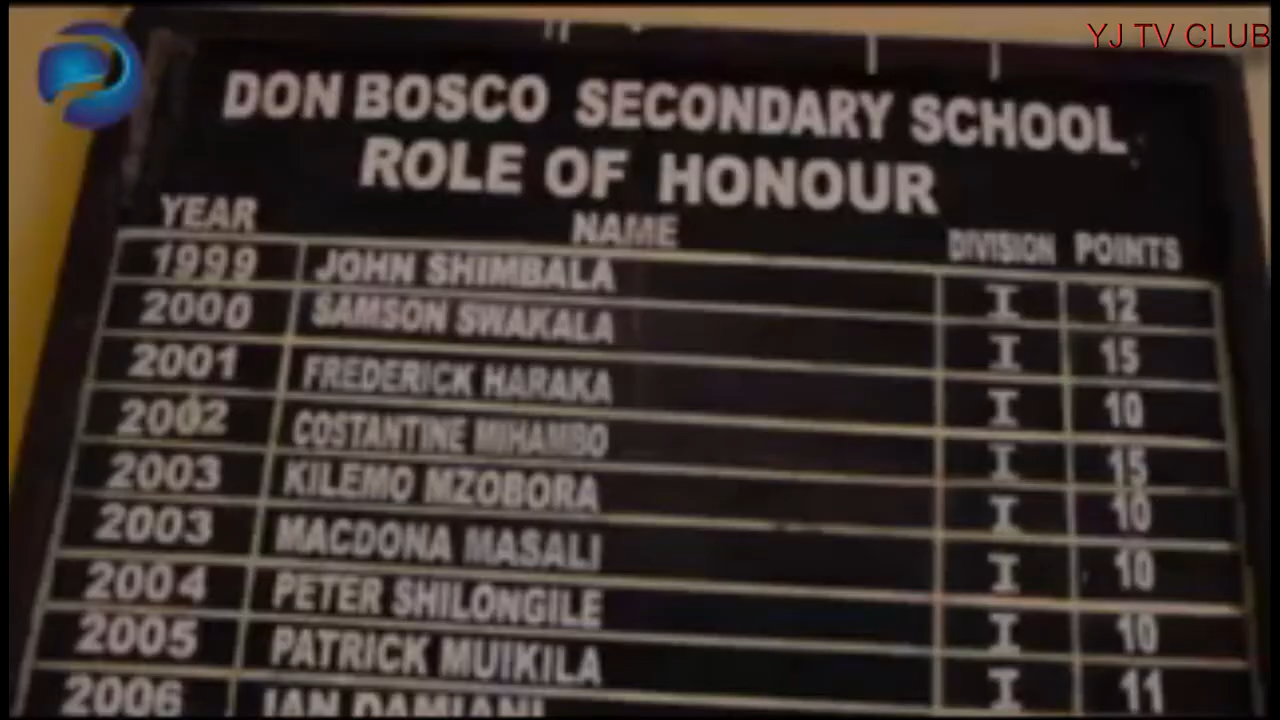 YJ TV CLUB
DON BOSCO SECONDARY SCHOOL
ROLE OF HONOUR
YEAR NAME DIVISION POINTS
1999 JOHN SHIMBALA I 12
2000 SAMSON SWAKALA I 15
2001 FREDERICK HARAKA I 10
2002 COSTANTINE MIHAMBO I 15
2003 KILEMO MZOBORA I 10
2003 MACDONA MASALI I 10
2004 PETER SHILONGILE I 10
2005 PATRICK MUIKILA I 11
2006 IAN DAMIANI